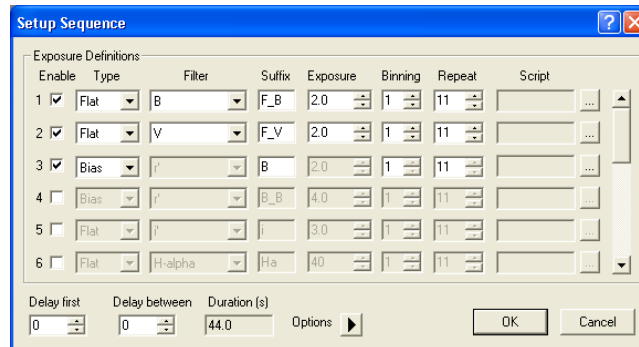 Setup Sequence
Exposure Definitions
Enable Type Filter Suffix Exposure Binning Repeat Script
1 Flat B F_B 2.0 1 11 ...
2 Flat V F_V 2.0 1 11 ...
3 Bias r' B 2.0 1 11 ...
4 Bias r' B_B 4.0 1 11 ...
5 Flat i' i 3.0 1 11 ...
6 Flat H-alpha Ha 40 1 11 ...
Delay first Delay between Duration (s)
0 0 44.0 Options OK Cancel